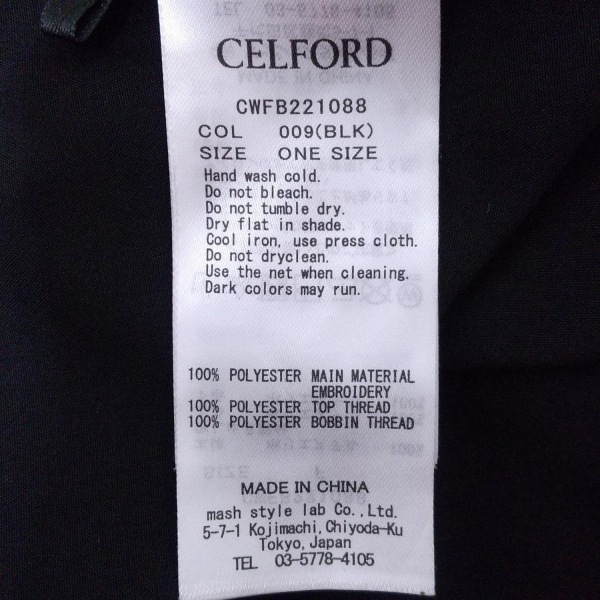 CELFORD
CWFB221088
COL 009(BLK)
SIZE ONE SIZE
Hand wash cold.
Do not bleach.
Do not tumble dry.
Dry flat in shade.
Cool iron, use press cloth.
Do not dryclean.
Use the net when cleaning.
Dark colors may run.
100% POLYESTER MAIN MATERIAL
EMBROIDERY
100% POLYESTER TOP THREAD
100% POLYESTER BOBBIN THREAD
MADE IN CHINA
mash style lab Co.,Ltd.
5-7-1 Kojimachi,Chiyoda-Ku
Tokyo,Japan
TEL 03-5778-4105